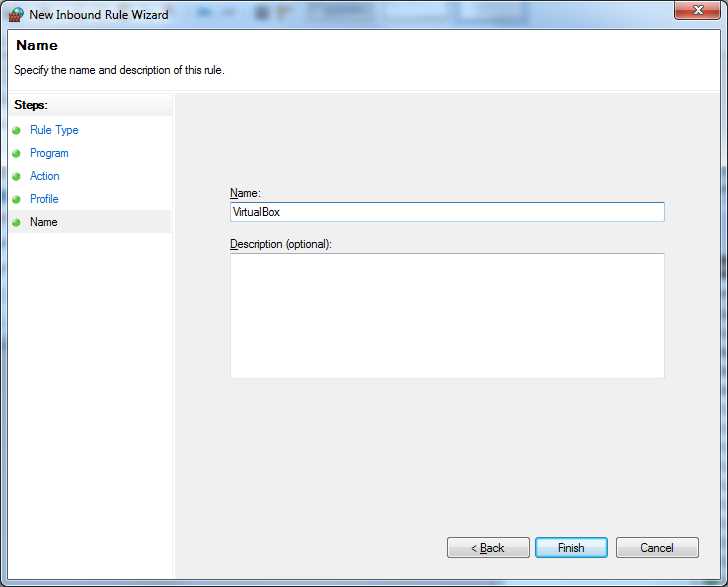 New Inbound Rule Wizard
Name
Specify the name and description of this rule.
Steps:
Rule Type
Program
Action
Profile
Name
Name:
VirtualBox
Description (optional):
< Back
Finish
Cancel